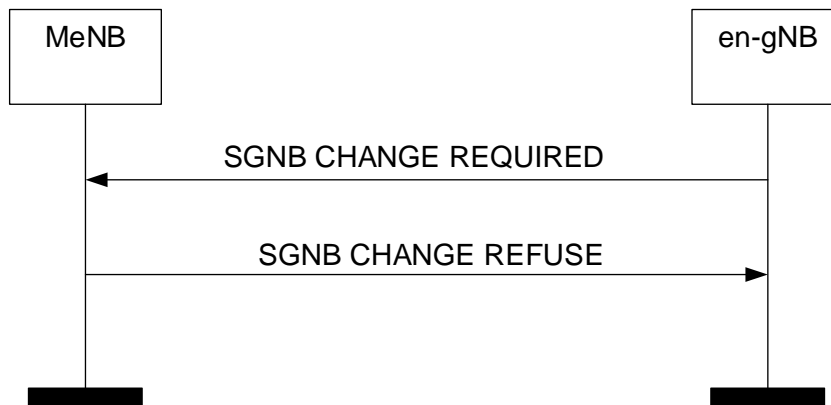 MeNB
en-gNB
SGNB CHANGE REQUIRED
SGNB CHANGE REFUSE